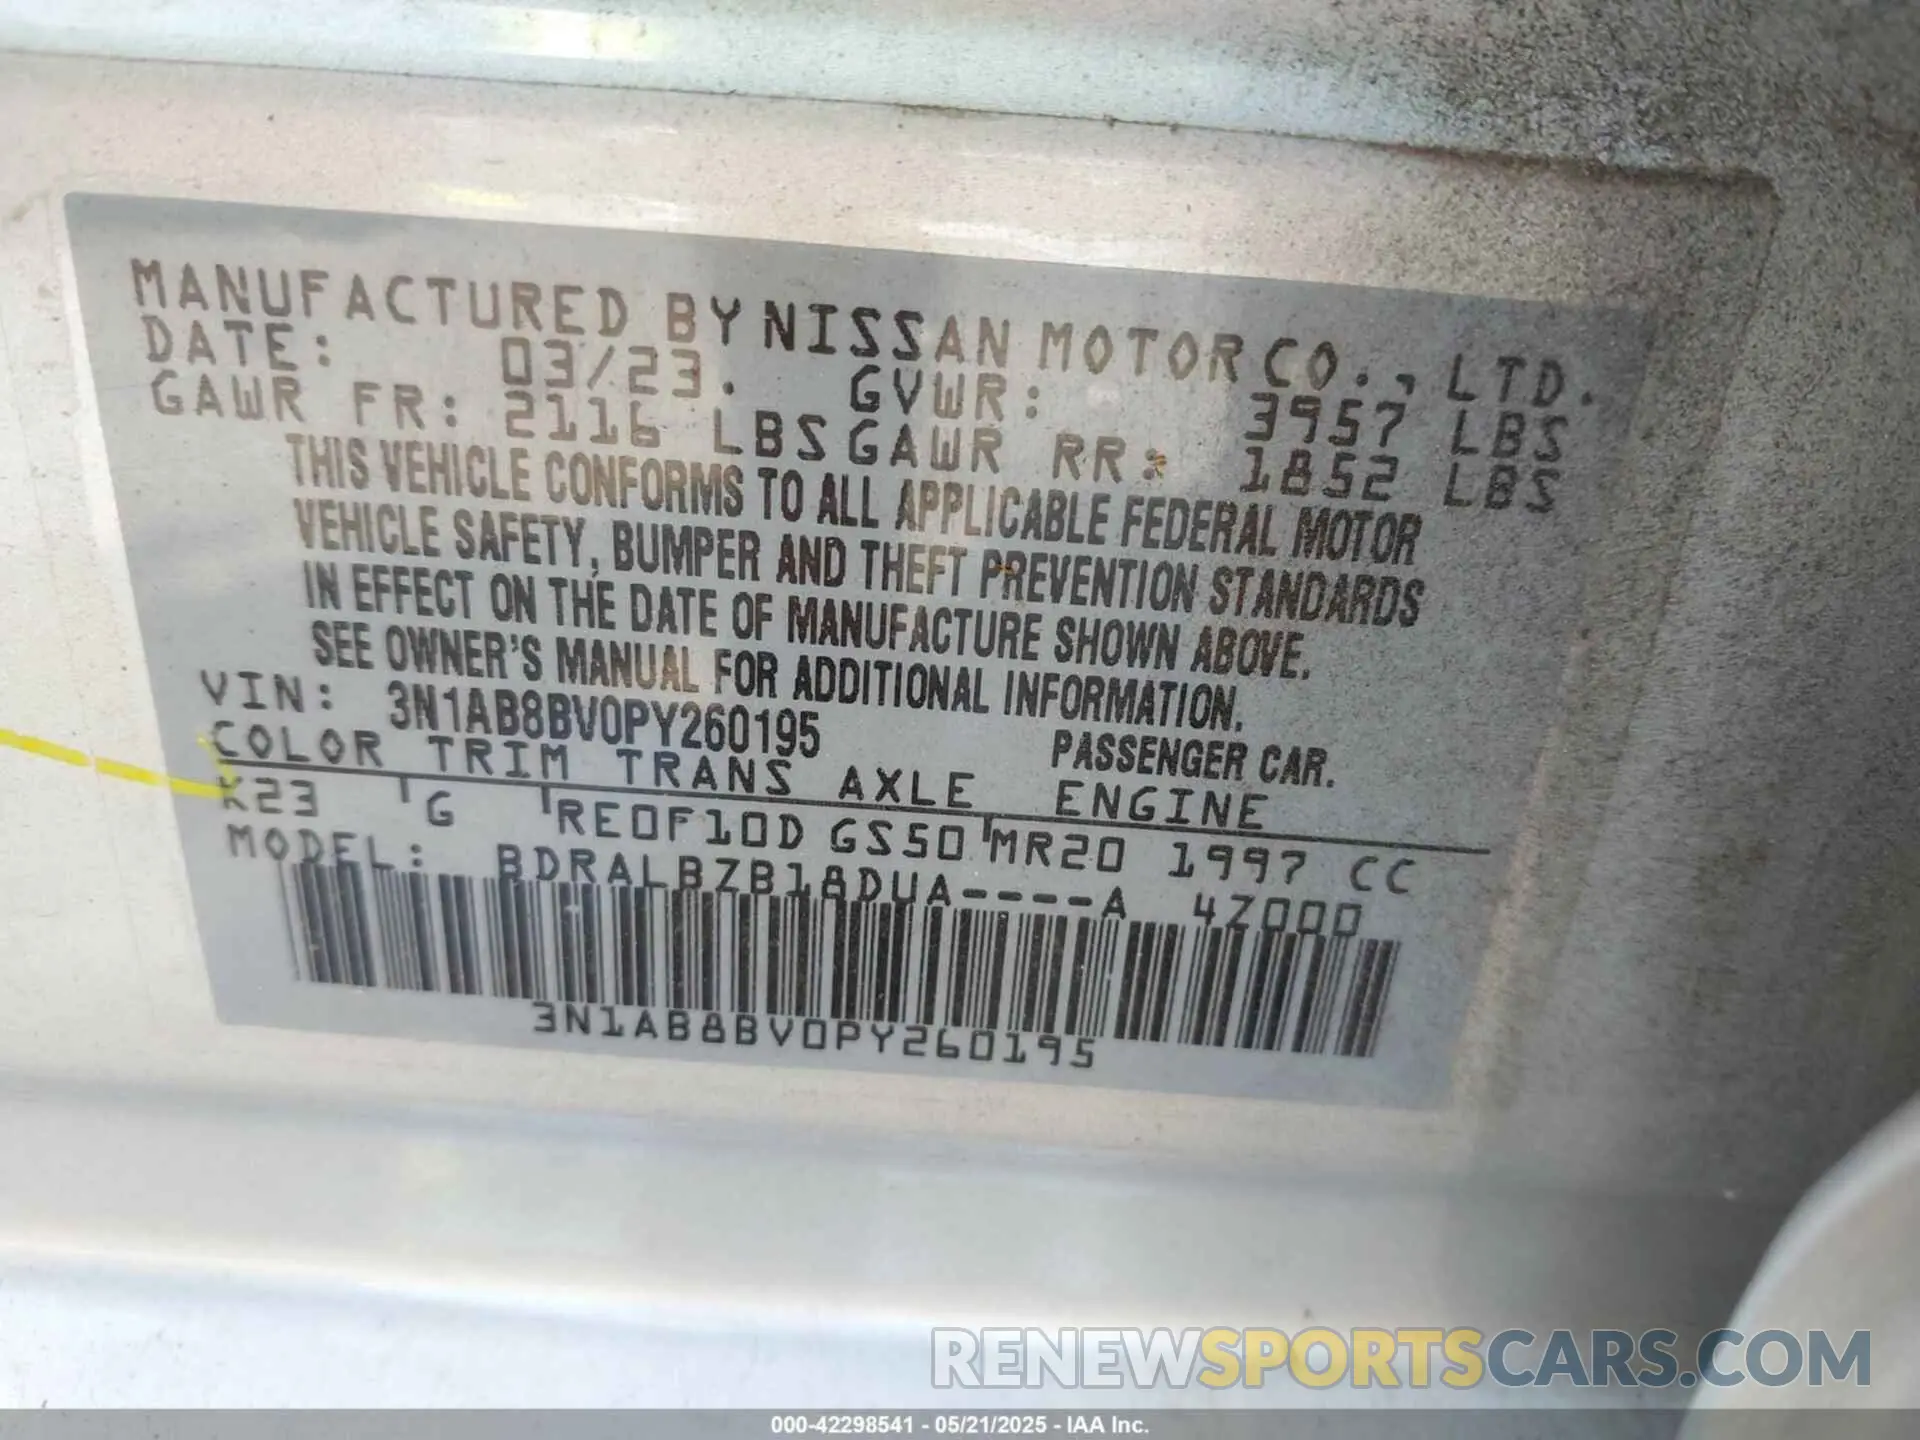 MANUFACTURED BY NISSAN MOTOR CO., LTD.
DATE: 03/23. GVWR: 3957 LBS
GAWR FR: 2116 LBS GAWR RR: 1852 LBS
THIS VEHICLE CONFORMS TO ALL APPLICABLE FEDERAL MOTOR
VEHICLE SAFETY, BUMPER AND THEFT PREVENTION STANDARDS
IN EFFECT ON THE DATE OF MANUFACTURE SHOWN ABOVE.
SEE OWNER'S MANUAL FOR ADDITIONAL INFORMATION.
VIN: 3N1AB8BV0PY260195 PASSENGER CAR.
COLOR TRIM TRANS AXLE ENGINE
K23 G RE0F10D GS50 MR20 1997 CC
MODEL: BDRALBZB18DUA----A 4Z000
3N1AB8BV0PY260195
RENEWSPORTSCARS.COM
000-42298541 - 05/21/2025 - IAA Inc.